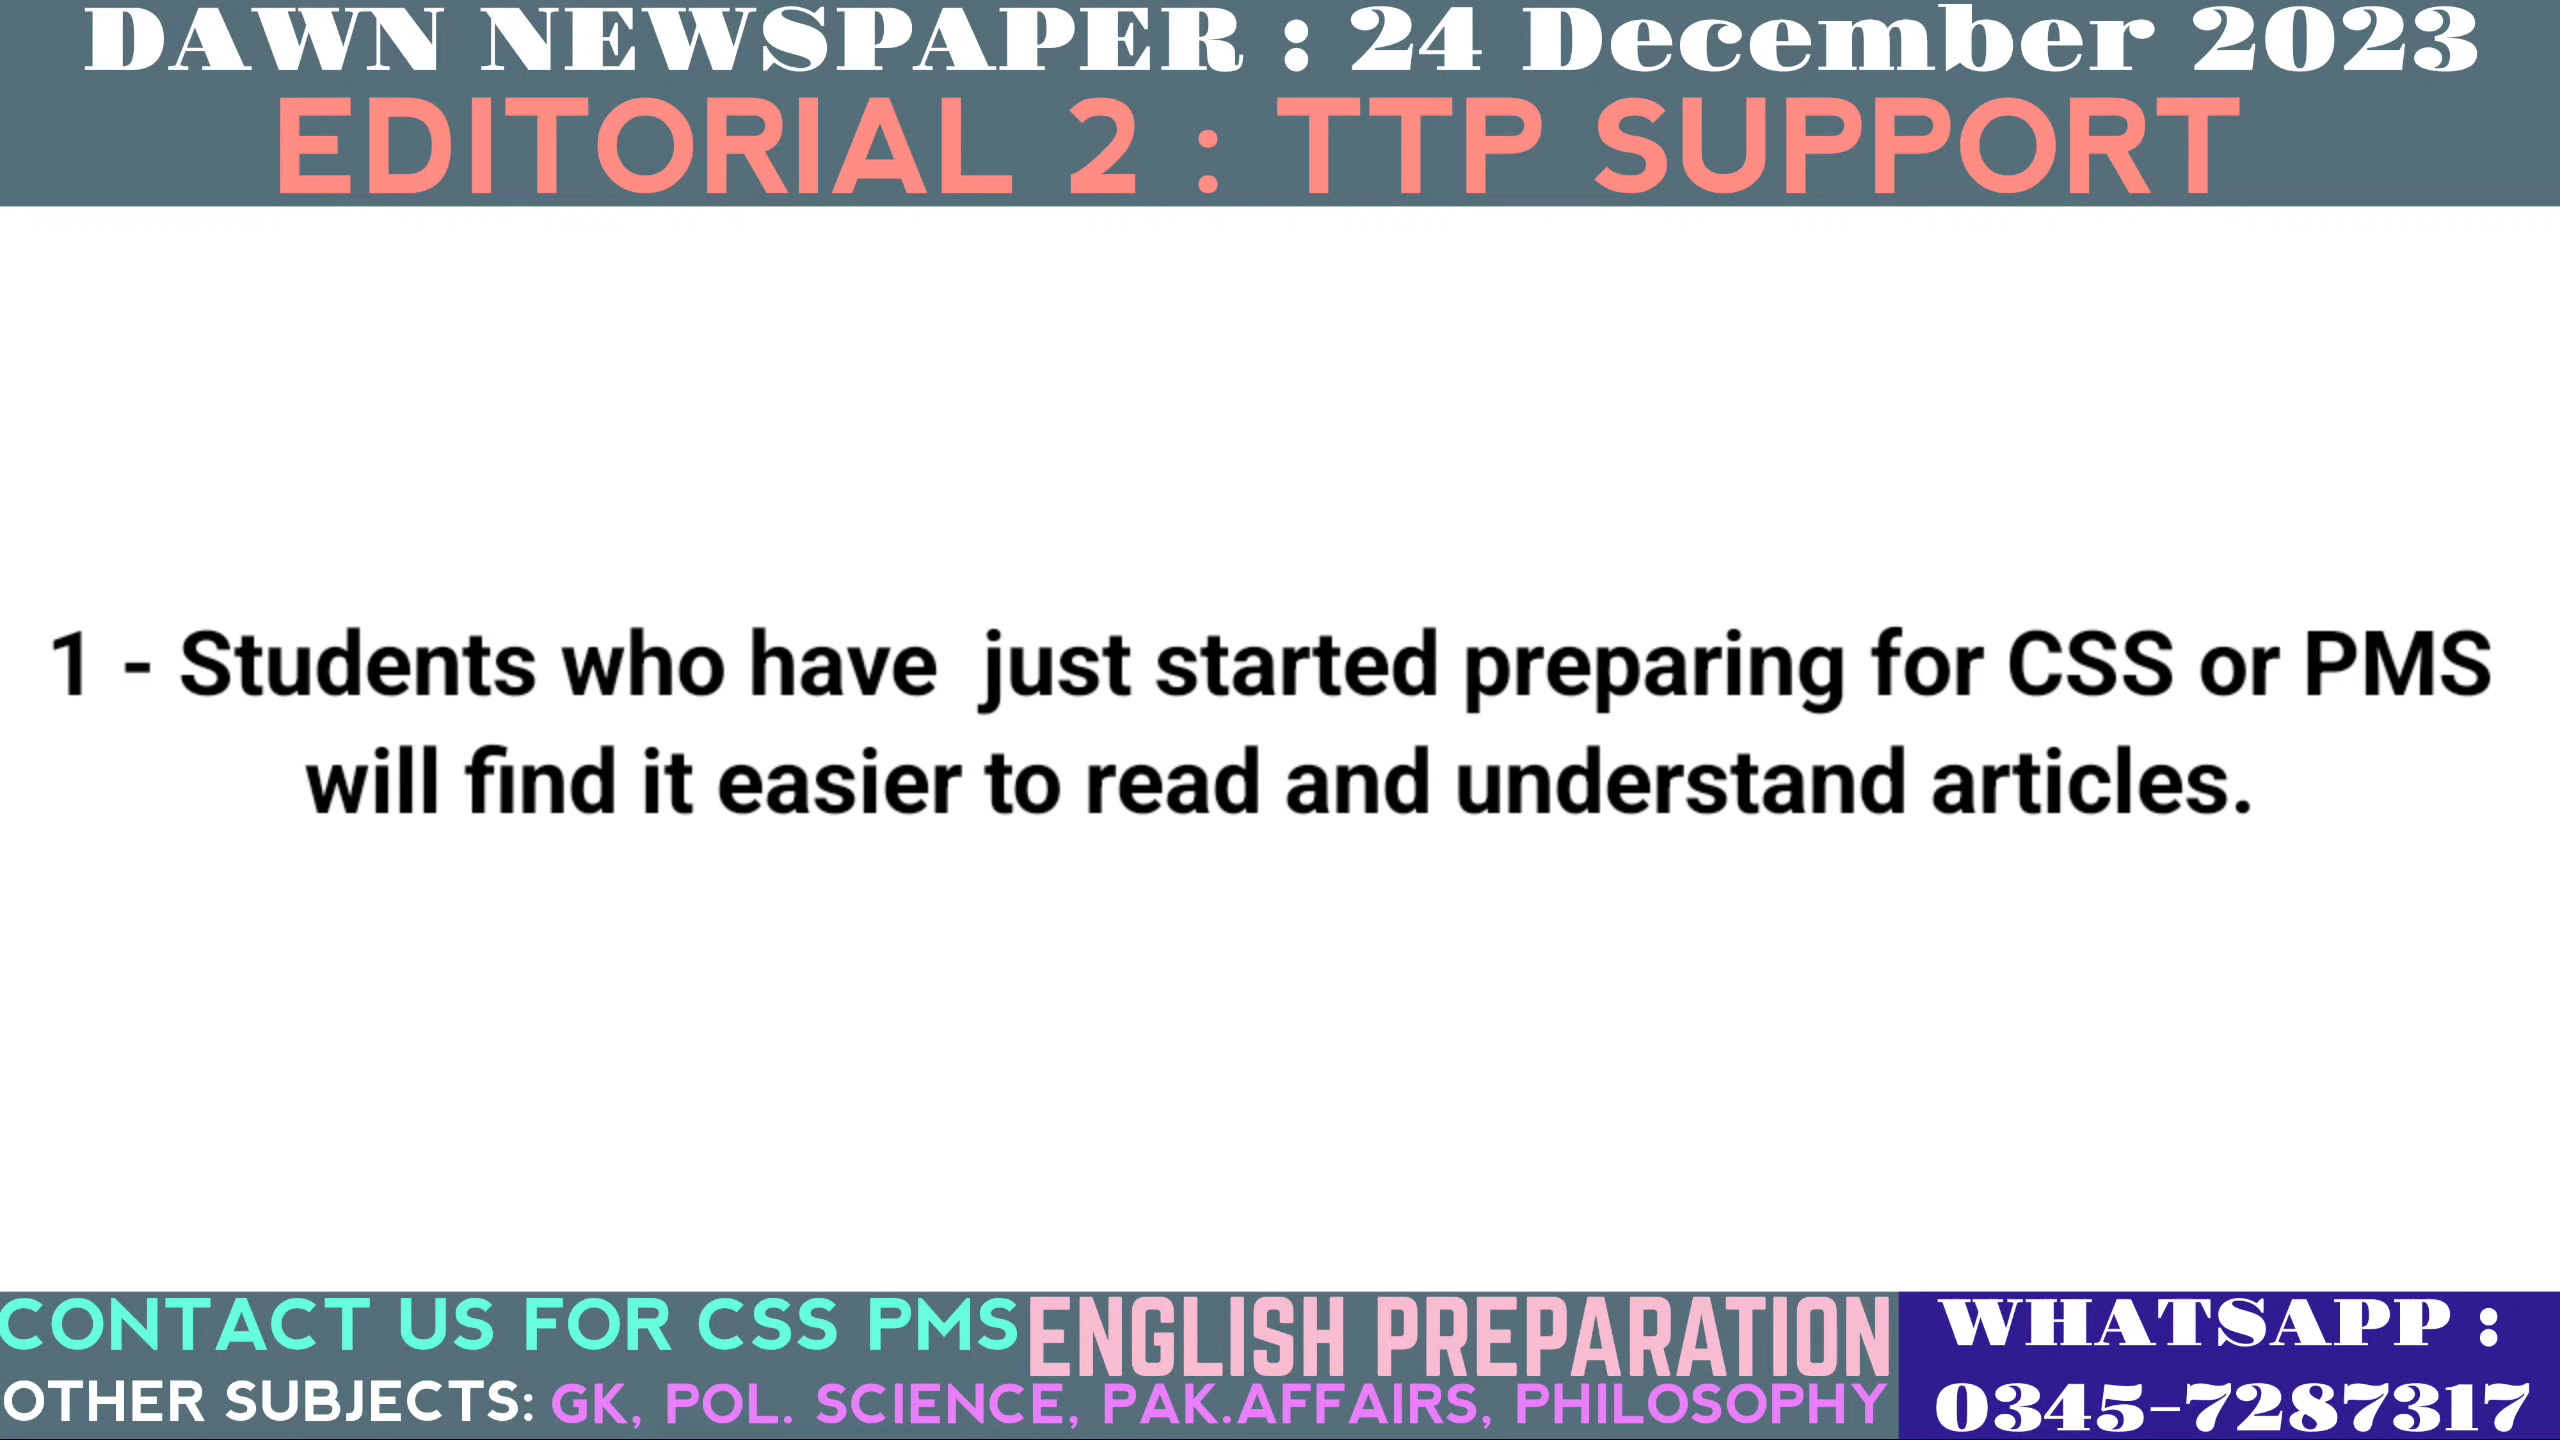 DAWN NEWSPAPER : 24 December 2023
EDITORIAL 2 : TTP SUPPORT
1 - Students who have  just started preparing for CSS or PMS
will find it easier to read and understand articles.
CONTACT US FOR CSS PMS ENGLISH PREPARATION
OTHER SUBJECTS: GK, POL. SCIENCE, PAK.AFFAIRS, PHILOSOPHY
WHATSAPP :
0345-7287317